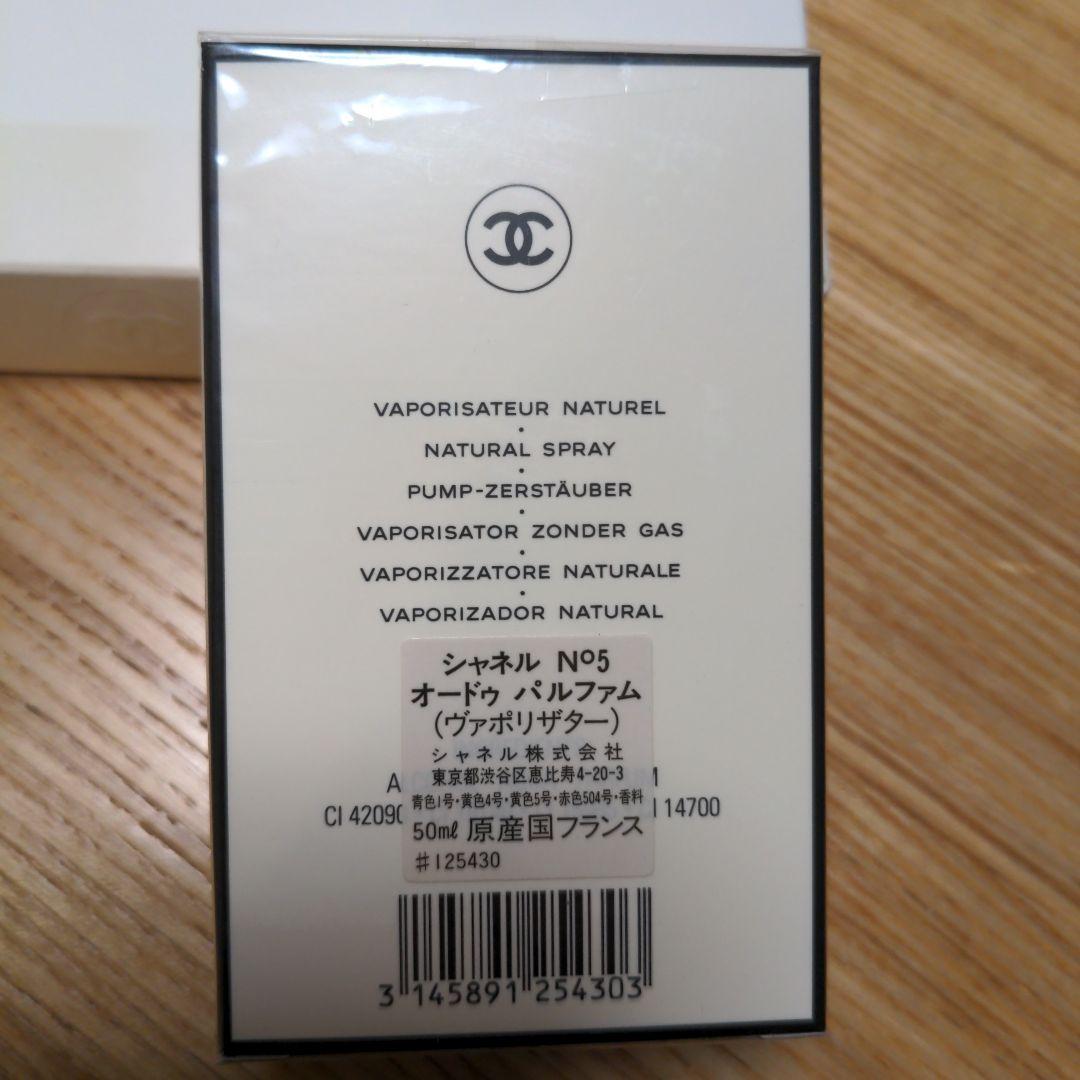 VAPORISATEUR NATUREL
•
NATURAL SPRAY
•
PUMP-ZERSTÄUBER
•
VAPORISATOR ZONDER GAS
•
VAPORIZZATORE NATURALE
•
VAPORIZADOR NATURAL
シャネル Nº5
オードゥ パルファム
(ヴァポリザター)
シャネル株式会社
東京都渋谷区恵比寿4-20-3
青色1号・黄色4号・黄色5号・赤色504号・香料
CI 42090 14700
50ml 原産国フランス
#125430
3 145891 254303